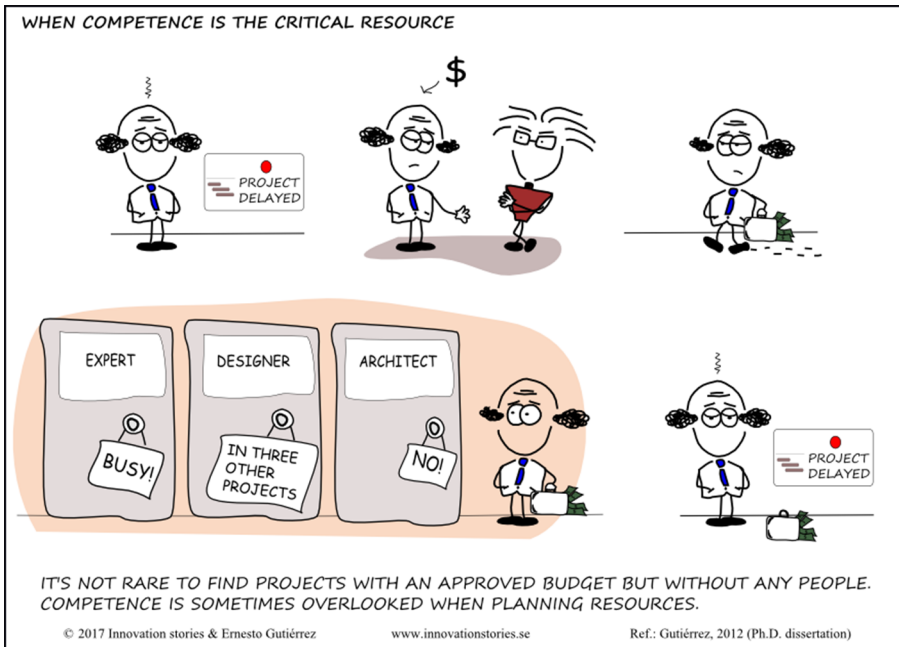 WHEN COMPETENCE IS THE CRITICAL RESOURCE
$
PROJECT
DELAYED
EXPERT
BUSY!
DESIGNER
IN THREE
OTHER
PROJECTS
ARCHITECT
NO!
PROJECT
DELAYED
IT'S NOT RARE TO FIND PROJECTS WITH AN APPROVED BUDGET BUT WITHOUT ANY PEOPLE.
COMPETENCE IS SOMETIMES OVERLOOKED WHEN PLANNING RESOURCES.
© 2017 Innovation stories & Ernesto Gutiérrez www.innovationstories.se Ref.: Gutiérrez, 2012 (Ph.D. dissertation)